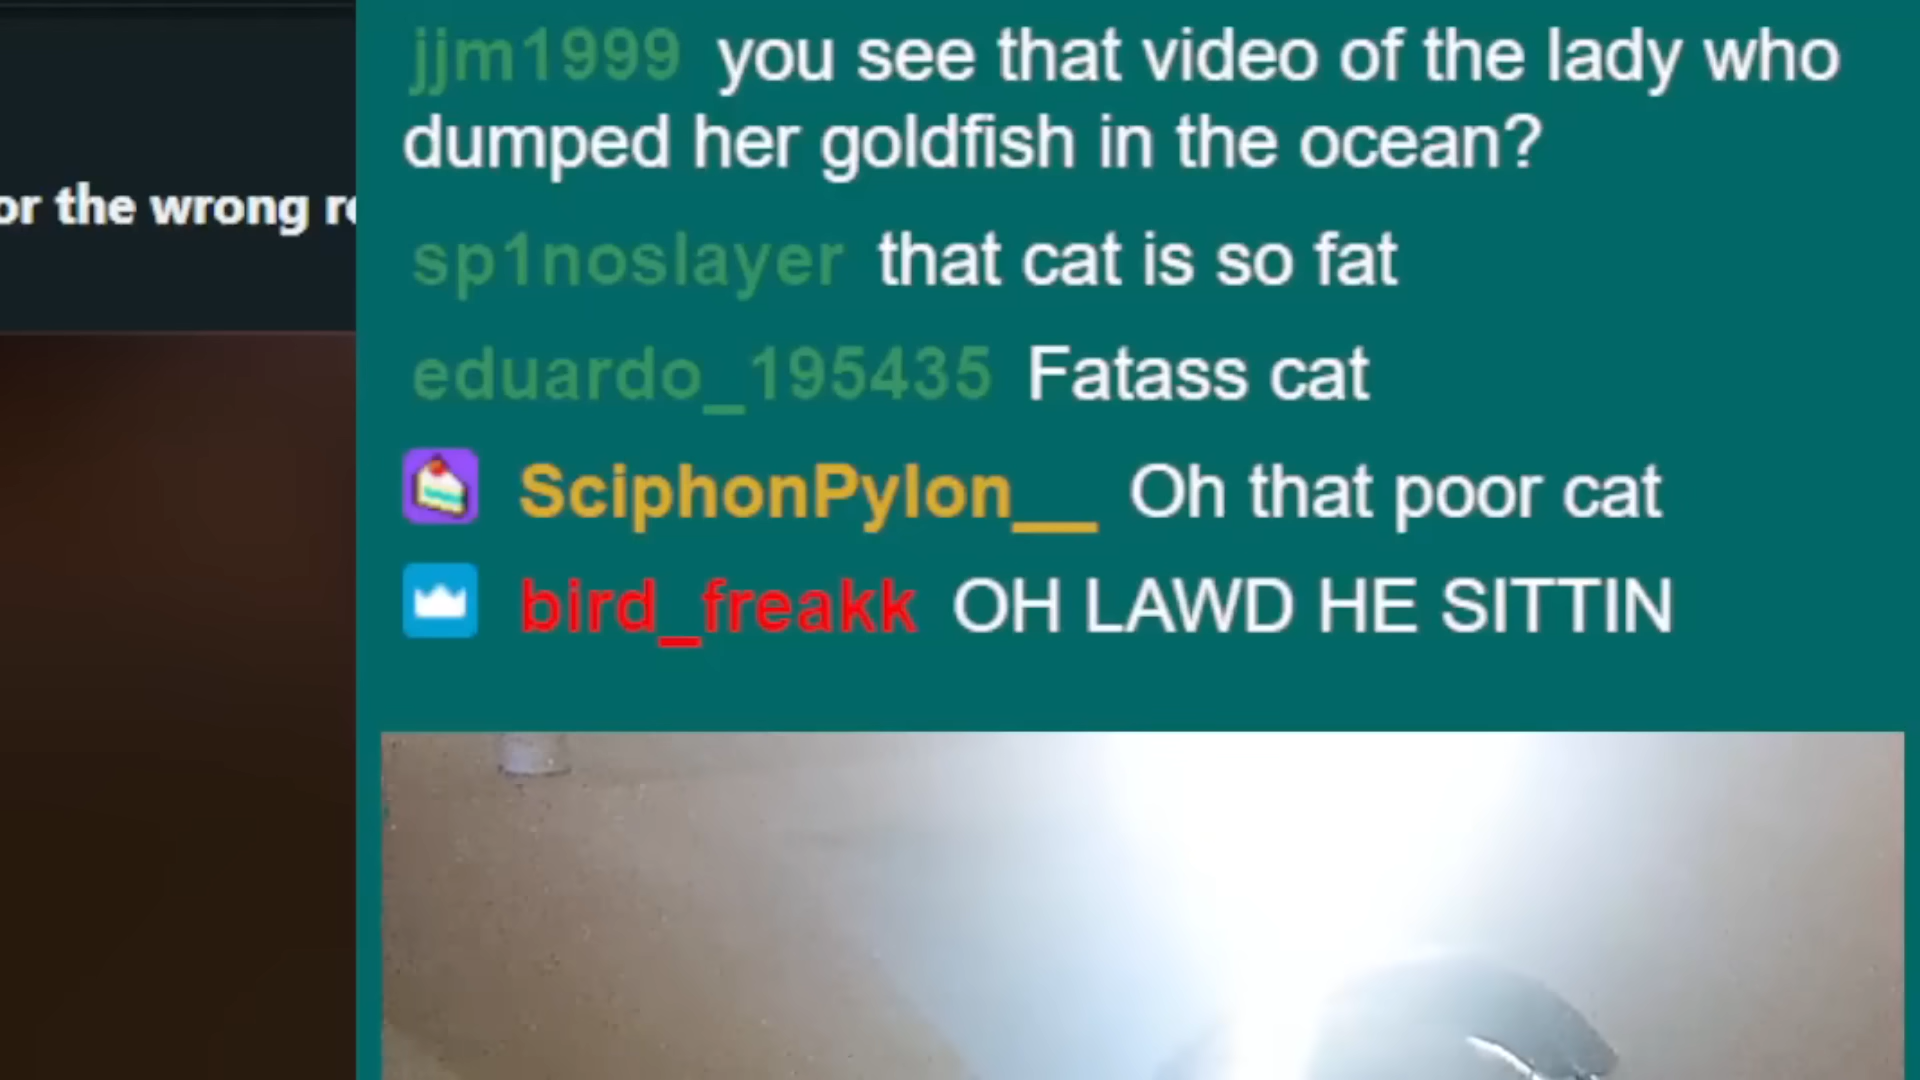 jjm1999 you see that video of the lady who
dumped her goldfish in the ocean?
or the wrong
sp1noslayer that cat is so fat
eduardo_195435 Fatass cat
SciphonPylon__ Oh that poor cat
bird_freakk OH LAWD HE SITTIN